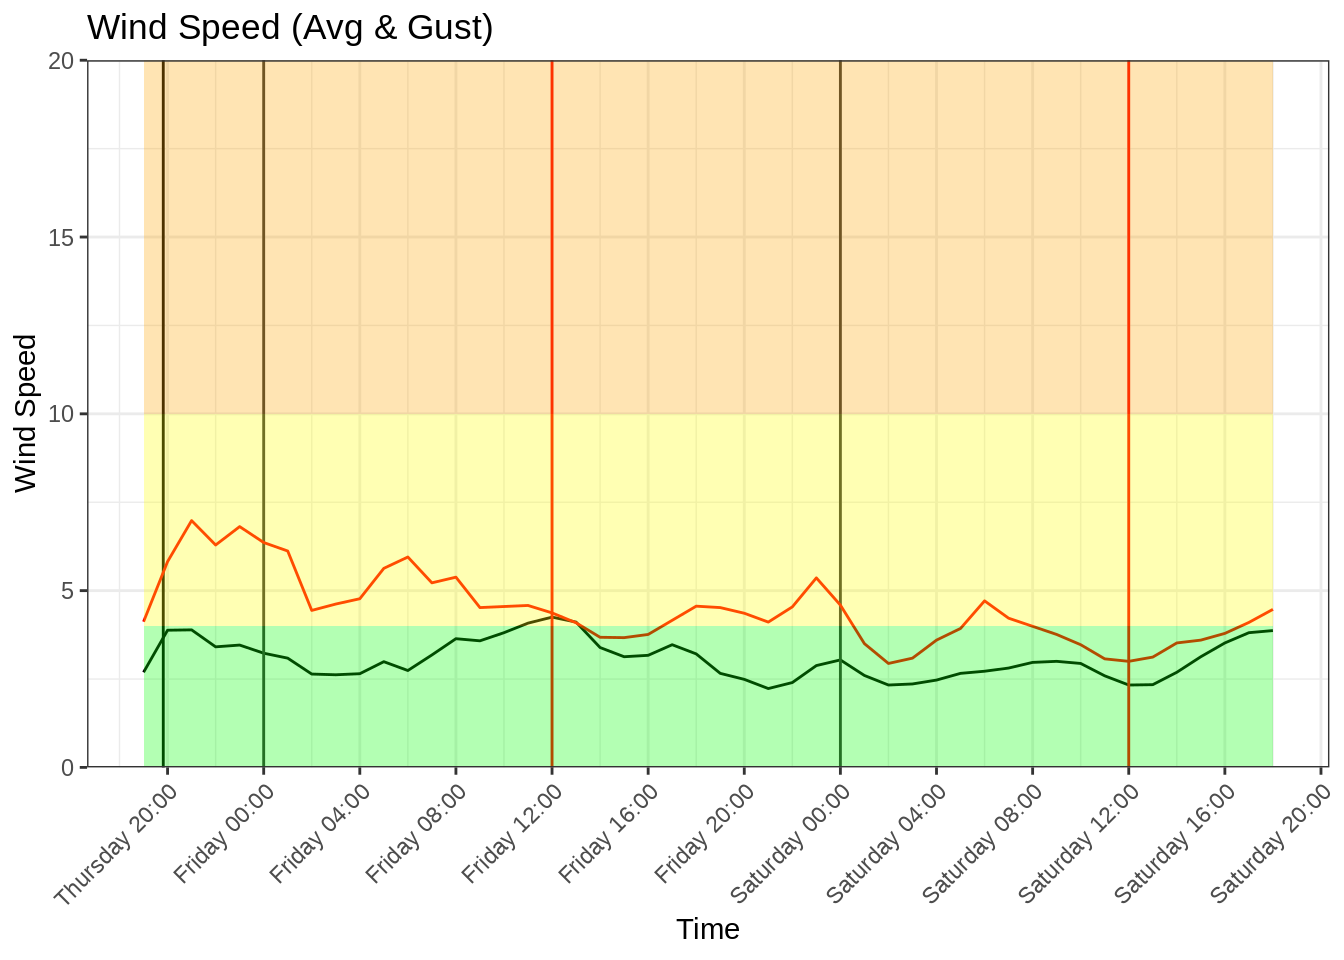 Wind Speed (Avg & Gust)
20
15
10
5
0
Wind Speed
Thursday 20:00
Friday 00:00
Friday 04:00
Friday 08:00
Friday 12:00
Friday 16:00
Friday 20:00
Saturday 00:00
Saturday 04:00
Saturday 08:00
Saturday 12:00
Saturday 16:00
Saturday 20:00
Time